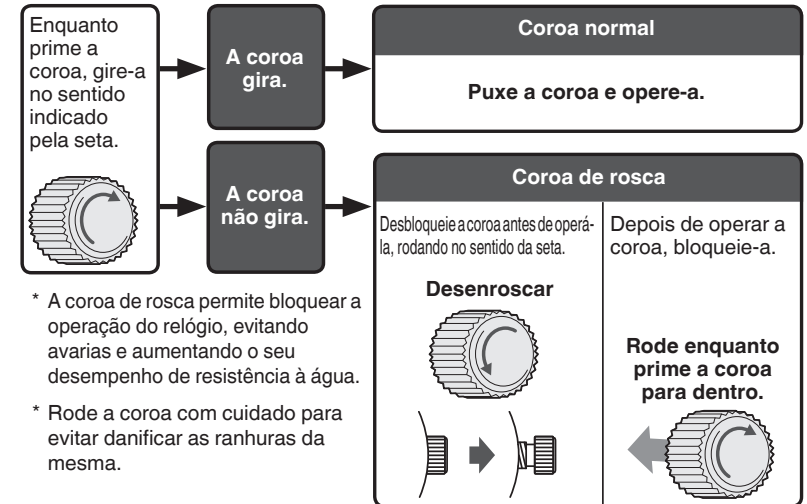 Enquanto
prime a
coroa, gire-a
no sentido
indicado
pela seta.
A coroa
gira.
Coroa normal
Puxe a coroa e opere-a.
A coroa
não gira.
Coroa de rosca
Desbloqueie a coroa antes de operá-
la, rodando no sentido da seta.
Desenroscar
Depois de operar a
coroa, bloqueie-a.
Rode enquanto
prime a coroa
para dentro.
* A coroa de rosca permite bloquear a
operação do relógio, evitando
avarias e aumentando o seu
desempenho de resistência à água.
* Rode a coroa com cuidado para
evitar danificar as ranhuras da
mesma.